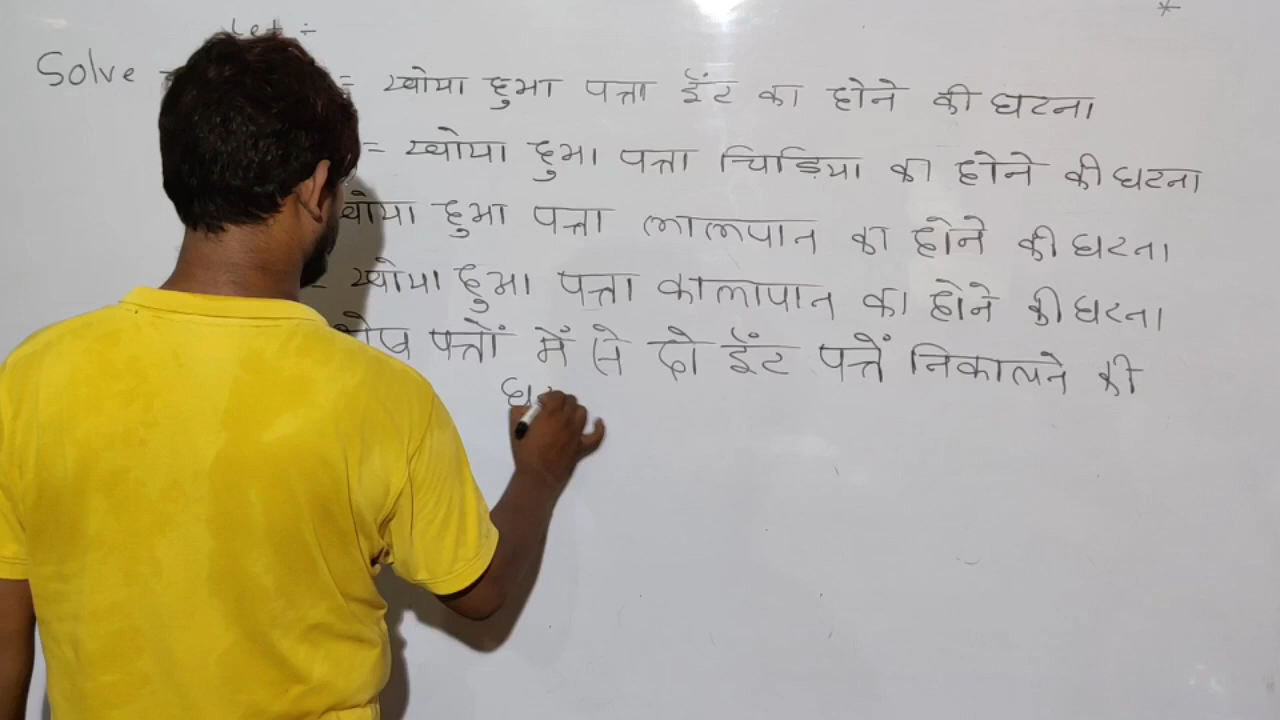 let ÷
Solve = खोया हुआ पत्ता ईंट का होने की घटना
= खोया हुआ पत्ता चिड़िया का होने की घटना
खोया हुआ पत्ता लालपान का होने की घटना
= खोया हुआ पत्ता कालापान का होने की घटना
शेष पत्तों में से दो ईंट पत्तें निकालने की
घ